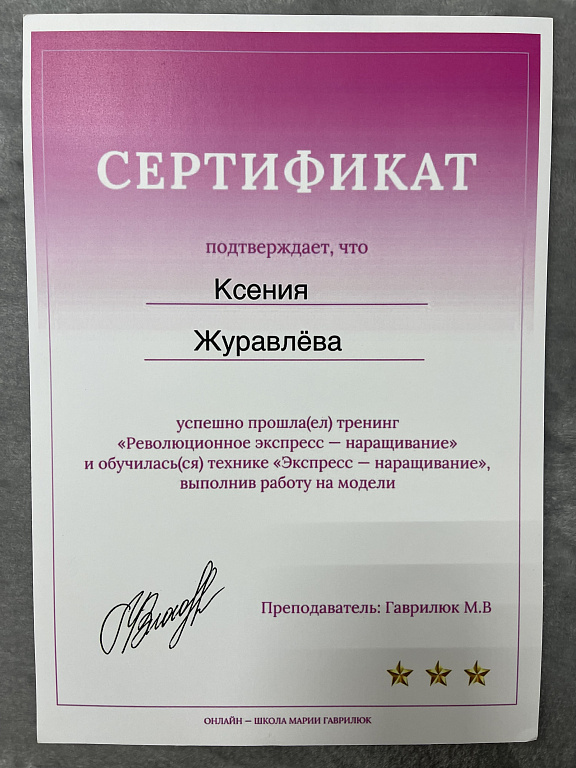 СЕРТИФИКАТ
подтверждает, что
Ксения
Журавлёва
успешно прошла(ел) тренинг
«Революционное экспресс — наращивание»
и обучилась(ся) технике «Экспресс — наращивание»,
выполнив работу на модели
Преподаватель: Гаврилюк М.В
ОНЛАЙН — ШКОЛА МАРИИ ГАВРИЛЮК